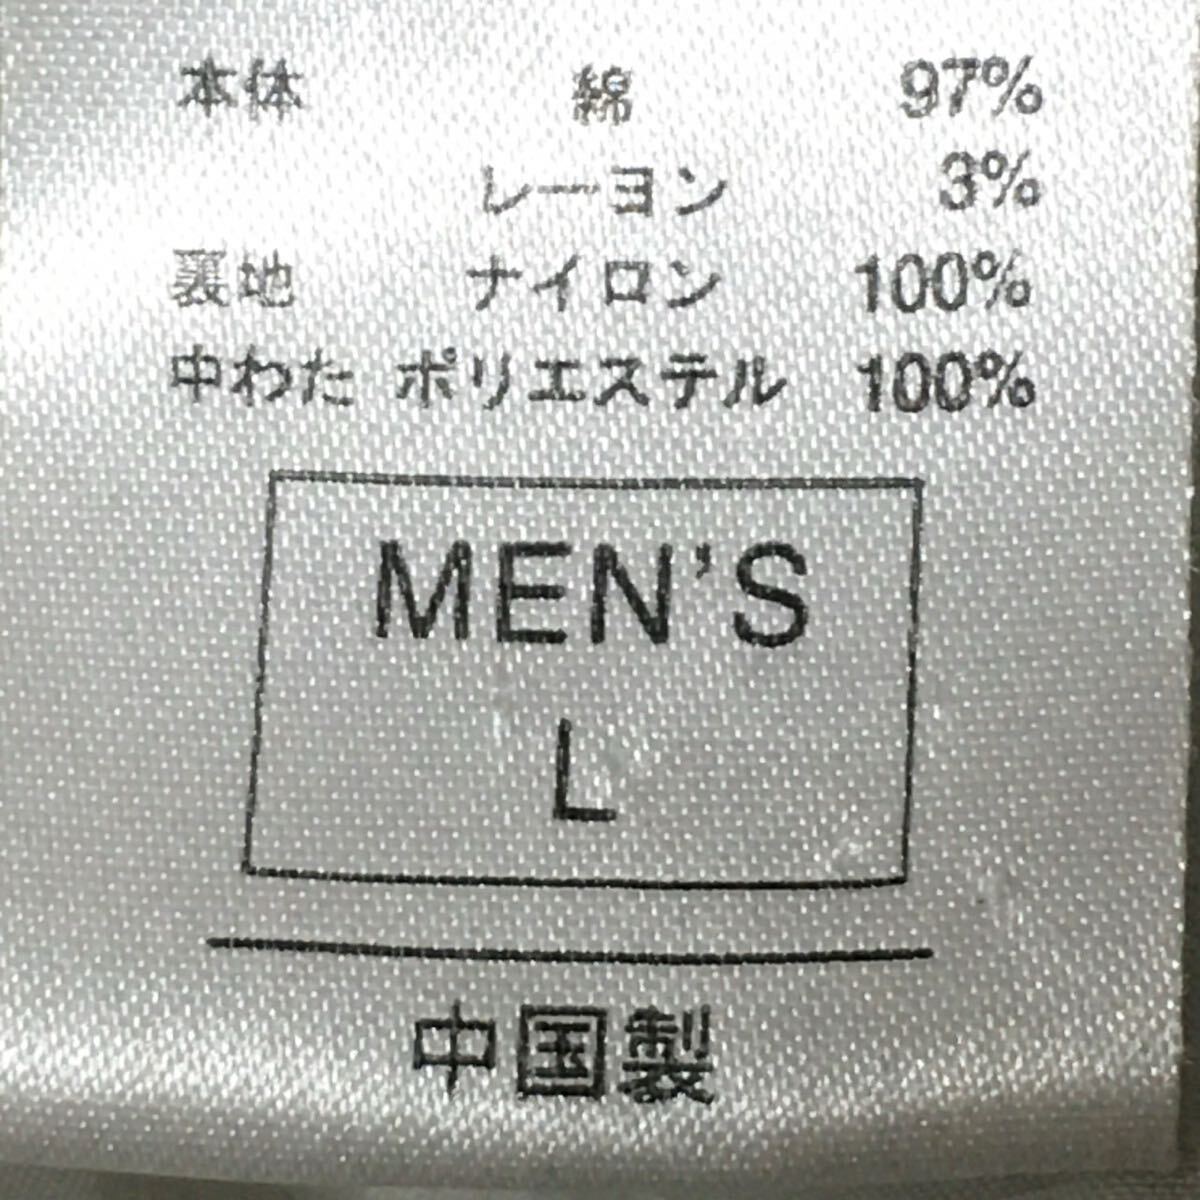 本体 綿 97%
レーヨン 3%
裏地 ナイロン 100%
中わた ポリエステル 100%
MEN'S
L
中国製